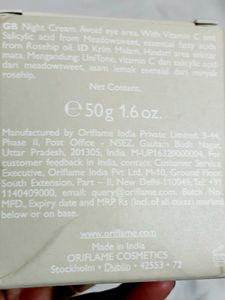 GB Night Cream. Avoid eye area. With Vitamin C and
Salicylic acid from Meadowsweet, essential fatty acids
from Rosehip oil. ID Krim Malam. Hindari area sekitar
mata. Mengandung: UniTone, vitamin C dan salicylic acid
dari meadowsweet, asam lemak esensial dari minyak
rosehip.
Net Content.
℮ 50g 1.6 oz.
Manufactured by Oriflame India Private Limited, B-44,
Phase II, Post Office - NSEZ, Gautam Budh Nagar,
Uttar Pradesh, 201305, India, M-L/P1632000004. For
customer feedback in India, contact: Customer Service
Executive, Oriflame India Pvt Ltd, M-10, Ground Floor
South Extension, Part - II, New Delhi-110049, Tel: +91
1140409000, email: query@oriflame.com. Batch No.,
MFD., Expiry date and MRP Rs (incl. of all taxes) marked
below or on base.
www.oriflame.com
Made in India
ORIFLAME COSMETICS
Stockholm - Dublin - 42553 - 72